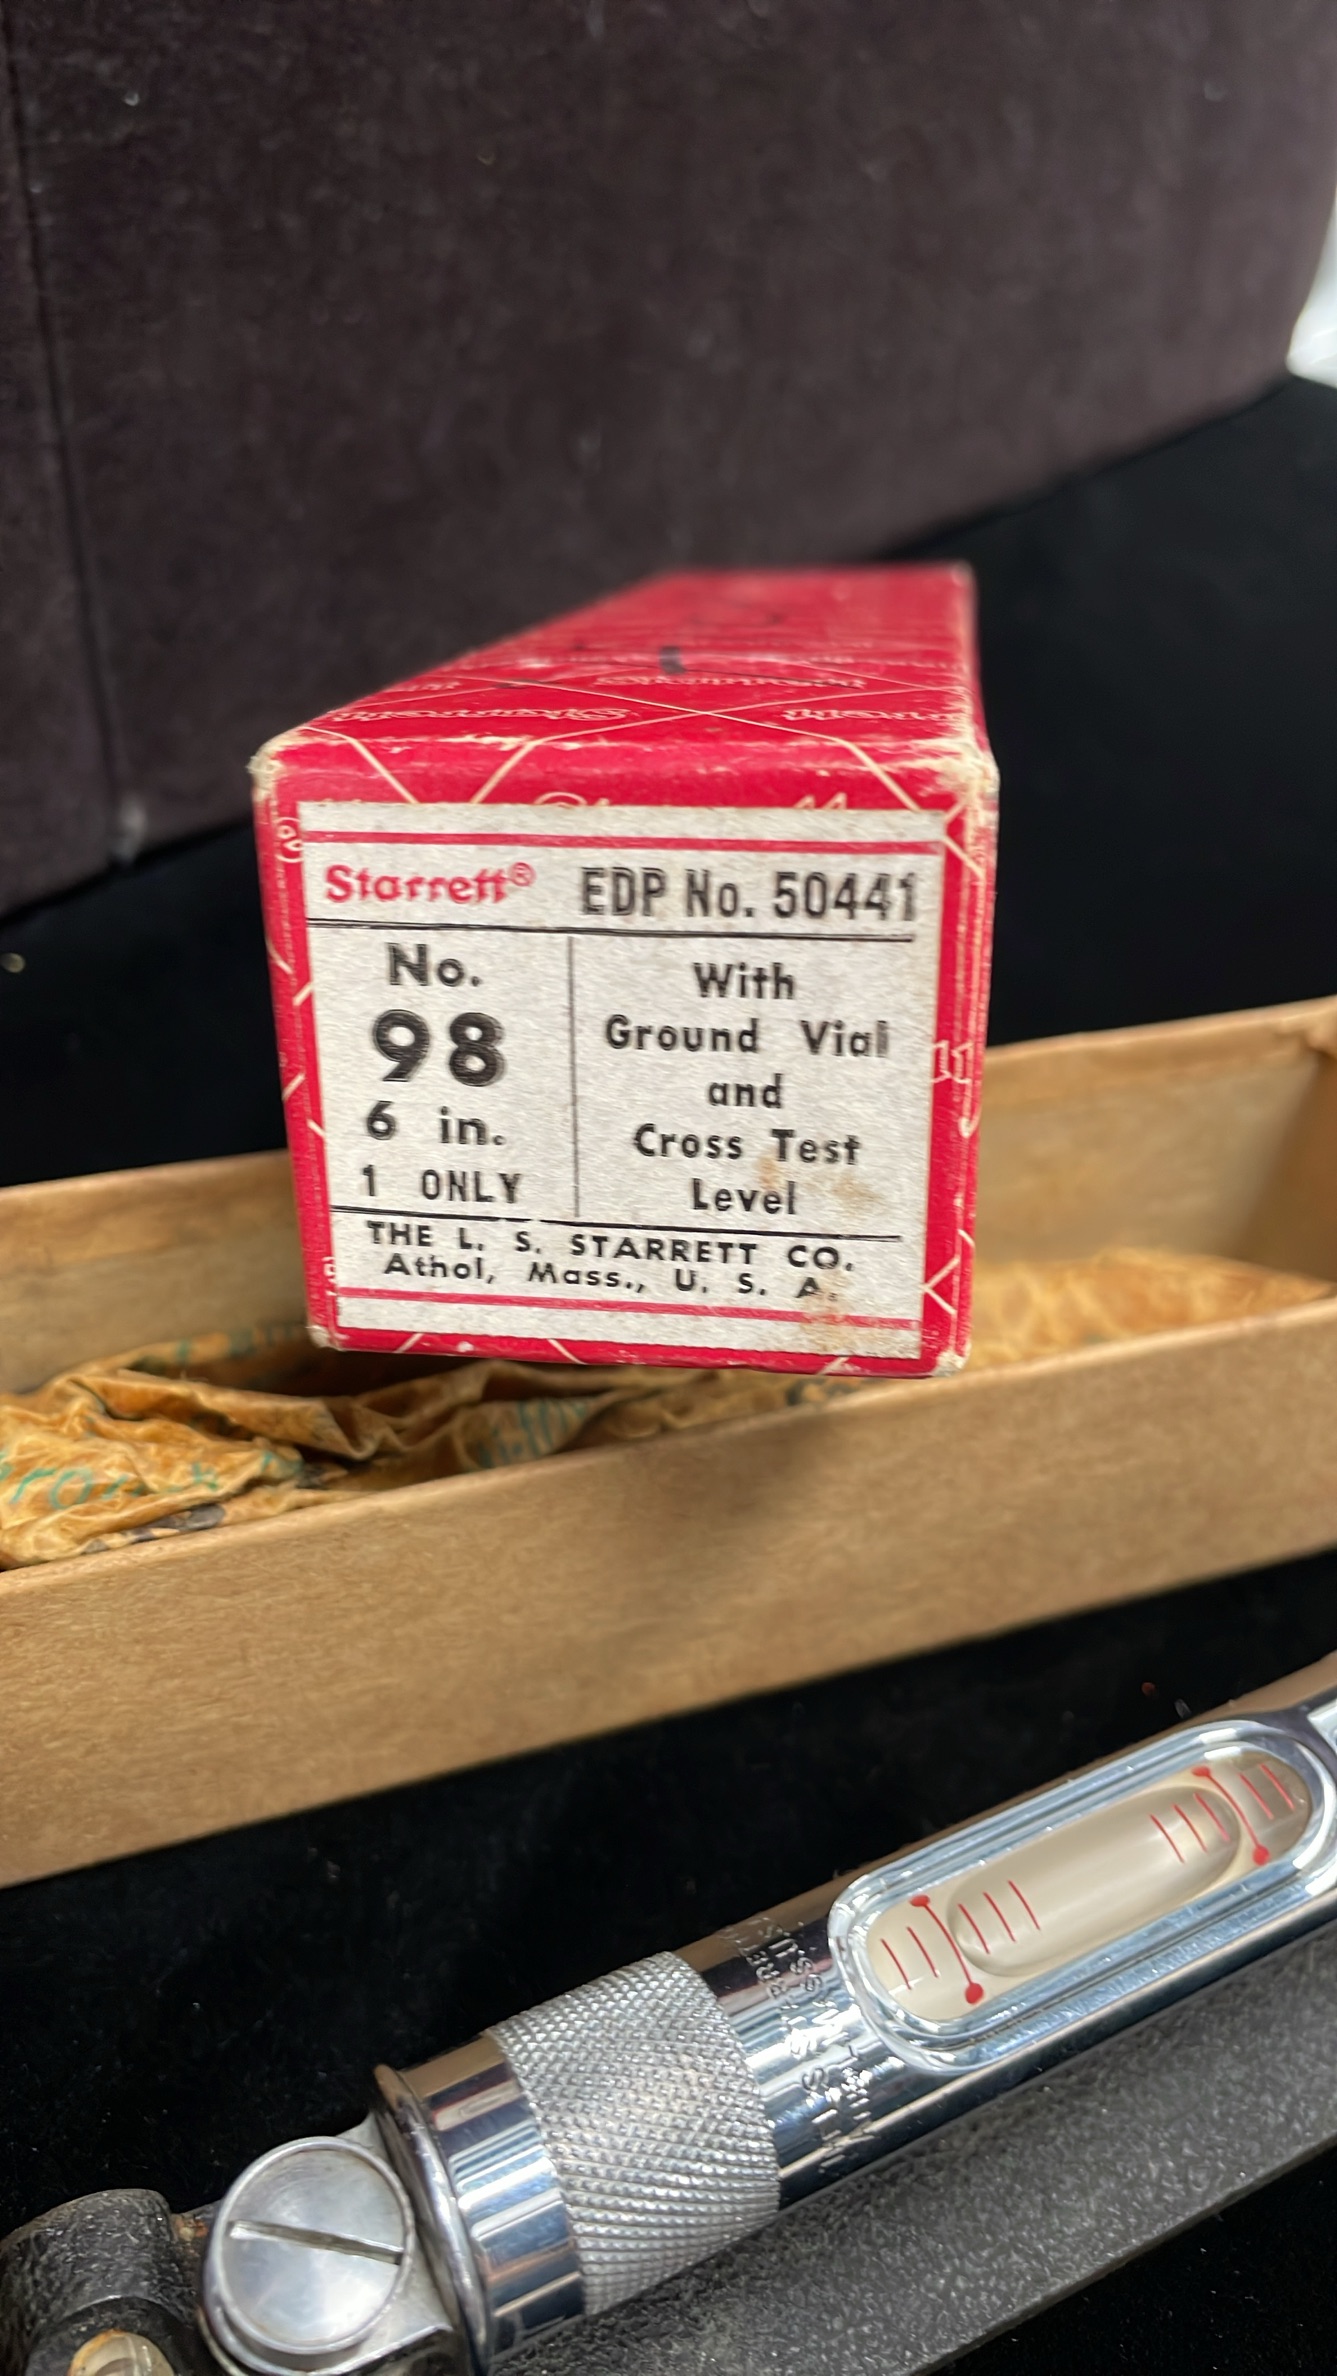 Starrett® EDP No. 50441
No.
98
6 in.
1 ONLY
With
Ground Vial
and
Cross Test
Level
THE L. S. STARRETT CO.
Athol, Mass., U. S. A.